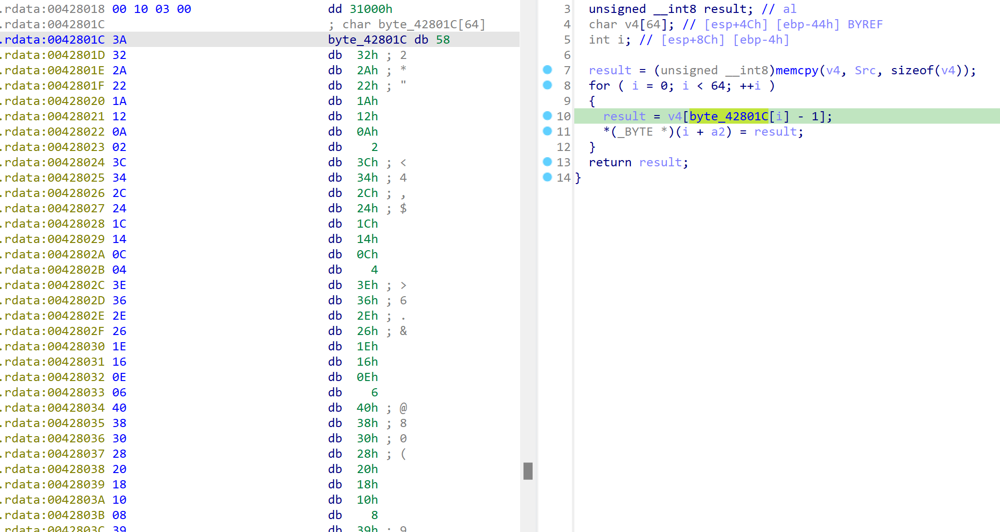 .rdata:00428018 00 10 03 00 dd 31000h
.rdata:0042801C ; char byte_42801C[64]
.rdata:0042801C 3A byte_42801C db 58
.rdata:0042801D 32 db 32h ; 2
.rdata:0042801E 2A db 2Ah ; *
.rdata:0042801F 22 db 22h ; "
.rdata:00428020 1A db 1Ah
.rdata:00428021 12 db 12h
.rdata:00428022 0A db 0Ah
.rdata:00428023 02 db 2
.rdata:00428024 3C db 3Ch ; <
.rdata:00428025 34 db 34h ; 4
.rdata:00428026 2C db 2Ch ; ,
.rdata:00428027 24 db 24h ; $
.rdata:00428028 1C db 1Ch
.rdata:00428029 14 db 14h
.rdata:0042802A 0C db 0Ch
.rdata:0042802B 04 db 4
.rdata:0042802C 3E db 3Eh ; >
.rdata:0042802D 36 db 36h ; 6
.rdata:0042802E 2E db 2Eh ; .
.rdata:0042802F 26 db 26h ; &
.rdata:00428030 1E db 1Eh
.rdata:00428031 16 db 16h
.rdata:00428032 0E db 0Eh
.rdata:00428033 06 db 6
.rdata:00428034 40 db 40h ; @
.rdata:00428035 38 db 38h ; 8
.rdata:00428036 30 db 30h ; 0
.rdata:00428037 28 db 28h ; (
.rdata:00428038 20 db 20h
.rdata:00428039 18 db 18h
.rdata:0042803A 10 db 10h
.rdata:0042803B 08 db 8
.rdata:0042803C 39 db 39h ; 9
3 unsigned __int8 result; // al
4 char v4[64]; // [esp+4Ch] [ebp-44h] BYREF
5 int i; // [esp+8Ch] [ebp-4h]
6
7 result = (unsigned __int8)memcpy(v4, Src, sizeof(v4));
8 for ( i = 0; i < 64; ++i )
9 {
10 result = v4[byte_42801C[i] - 1];
11 *(_BYTE *)(i + a2) = result;
12 }
13 return result;
14 }